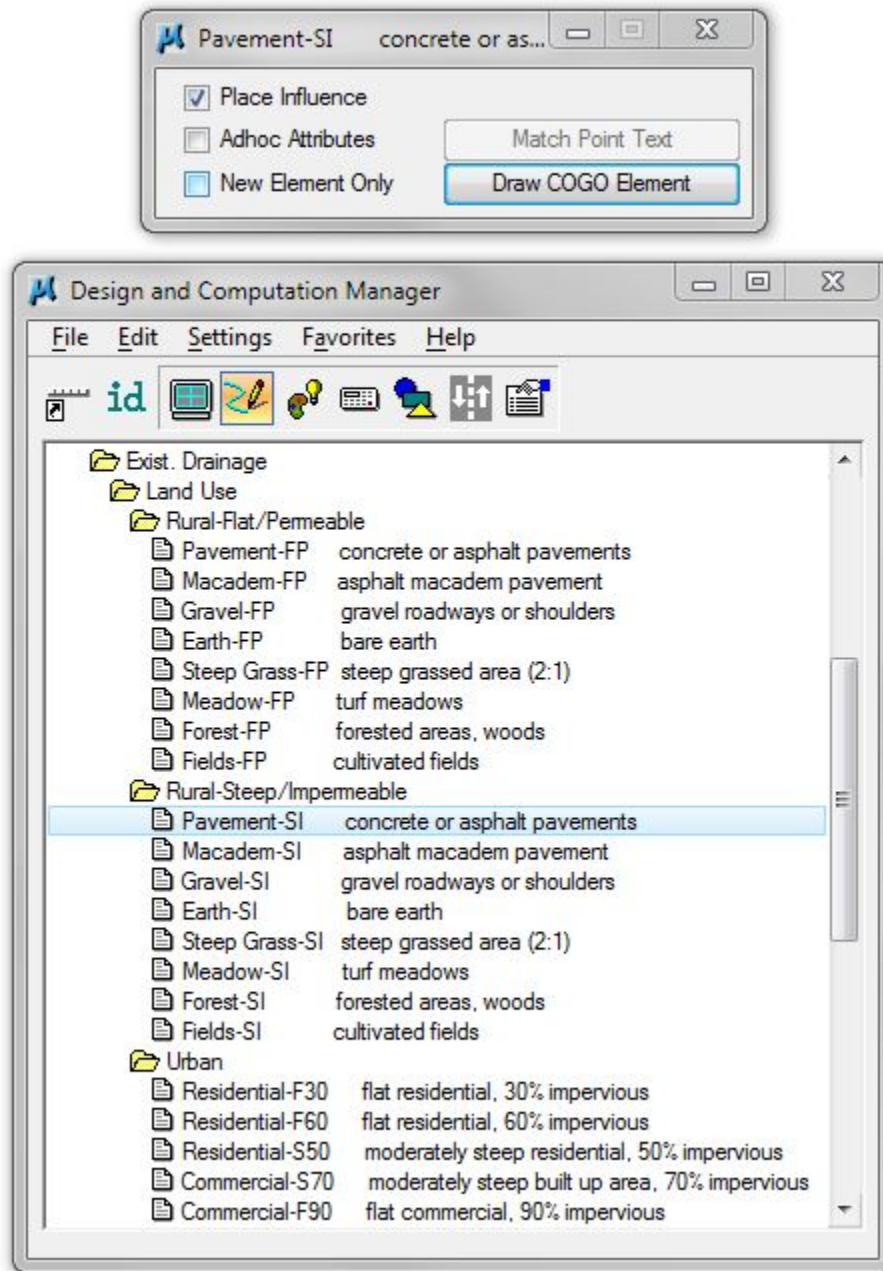 Pavement-SI concrete or as...
Place Influence
Adhoc Attributes Match Point Text
New Element Only Draw COGO Element
Design and Computation Manager
File Edit Settings Favorites Help
id
Exist. Drainage
Land Use
Rural-Flat/Permeable
Pavement-FP concrete or asphalt pavements
Macadem-FP asphalt macadem pavement
Gravel-FP gravel roadways or shoulders
Earth-FP bare earth
Steep Grass-FP steep grassed area (2:1)
Meadow-FP turf meadows
Forest-FP forested areas, woods
Fields-FP cultivated fields
Rural-Steep/Impermeable
Pavement-SI concrete or asphalt pavements
Macadem-SI asphalt macadem pavement
Gravel-SI gravel roadways or shoulders
Earth-SI bare earth
Steep Grass-SI steep grassed area (2:1)
Meadow-SI turf meadows
Forest-SI forested areas, woods
Fields-SI cultivated fields
Urban
Residential-F30 flat residential, 30% impervious
Residential-F60 flat residential, 60% impervious
Residential-S50 moderately steep residential, 50% impervious
Commercial-S70 moderately steep built up area, 70% impervious
Commercial-F90 flat commercial, 90% impervious